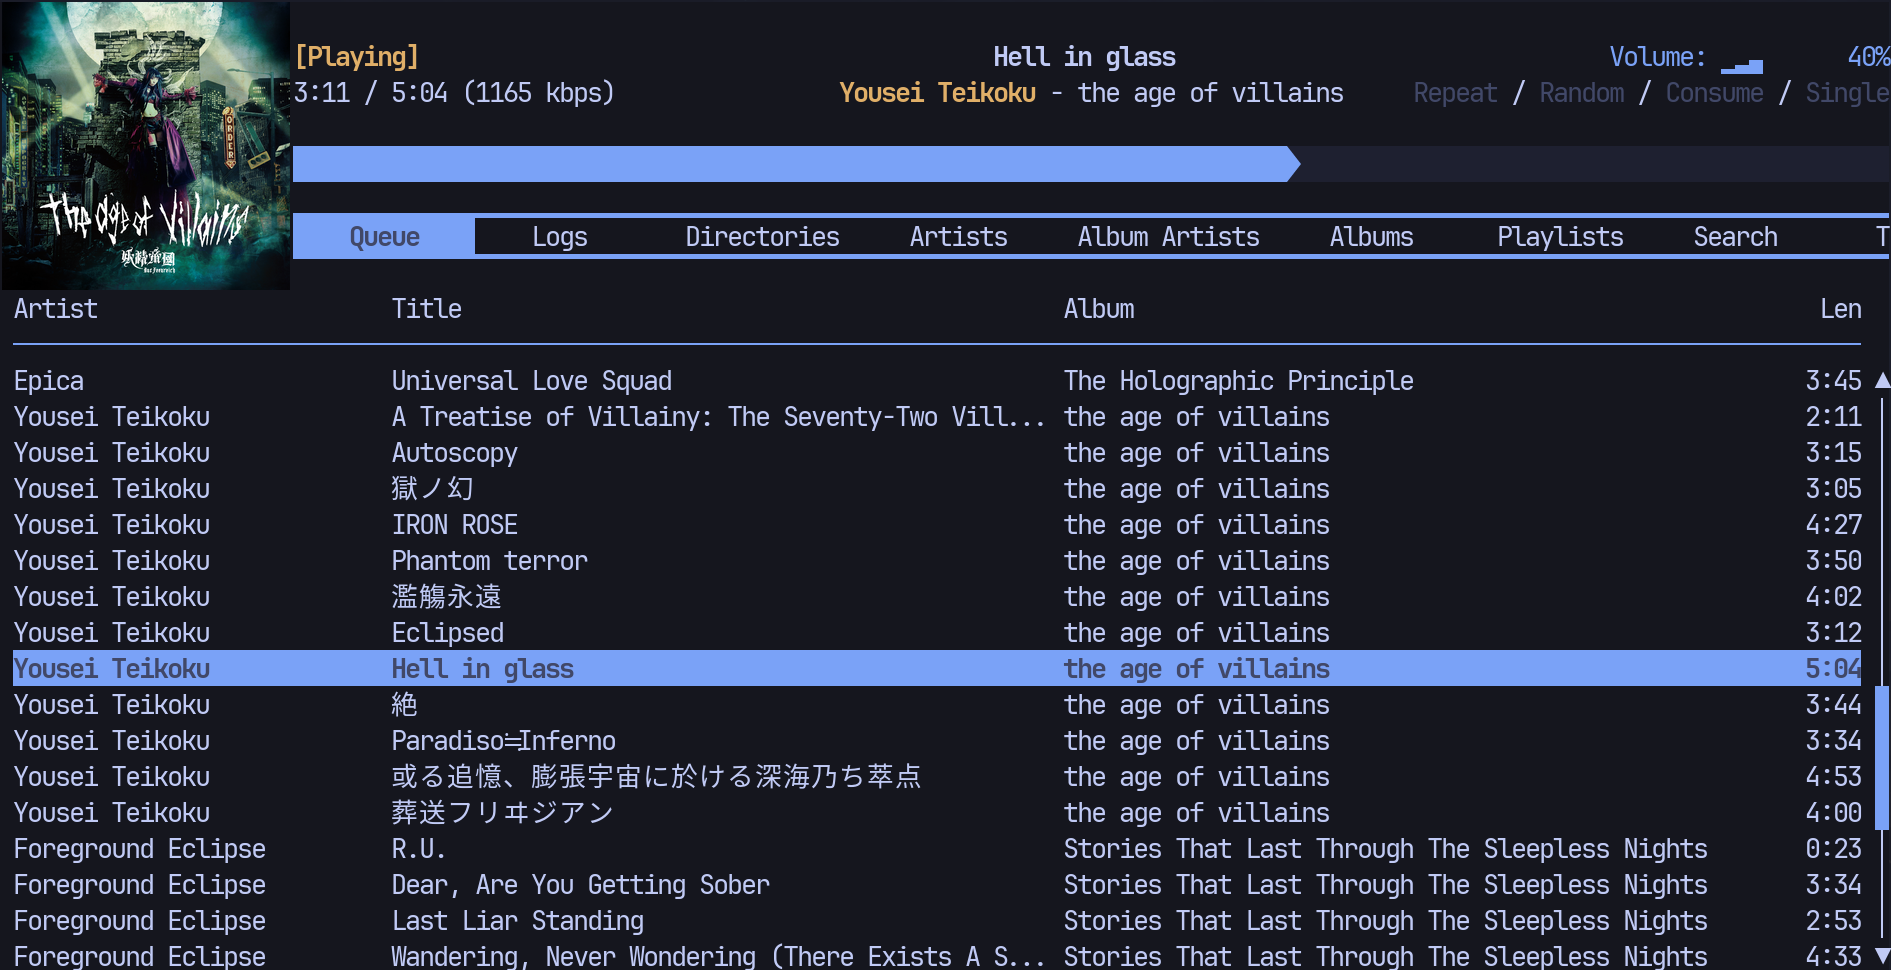 [Playing] Hell in glass Volume: 40%
3:11 / 5:04 (1165 kbps) Yousei Teikoku - the age of villains Repeat / Random / Consume / Single
ORDER
the age of villains
妖精帝國
Queue Logs Directories Artists Album Artists Albums Playlists Search T
Artist Title Album Len
Epica Universal Love Squad The Holographic Principle 3:45
Yousei Teikoku A Treatise of Villainy: The Seventy-Two Vill... the age of villains 2:11
Yousei Teikoku Autoscopy the age of villains 3:15
Yousei Teikoku 獄ノ幻 the age of villains 3:05
Yousei Teikoku IRON ROSE the age of villains 4:27
Yousei Teikoku Phantom terror the age of villains 3:50
Yousei Teikoku 濫觴永遠 the age of villains 4:02
Yousei Teikoku Eclipsed the age of villains 3:12
Yousei Teikoku Hell in glass the age of villains 5:04
Yousei Teikoku 絶 the age of villains 3:44
Yousei Teikoku Paradiso≒Inferno the age of villains 3:34
Yousei Teikoku 或る追憶、膨張宇宙に於ける深海乃ち萃点 the age of villains 4:53
Yousei Teikoku 葬送フリヰジアン the age of villains 4:00
Foreground Eclipse R.U. Stories That Last Through The Sleepless Nights 0:23
Foreground Eclipse Dear, Are You Getting Sober Stories That Last Through The Sleepless Nights 3:34
Foreground Eclipse Last Liar Standing Stories That Last Through The Sleepless Nights 2:53
Foreground Eclipse Wandering, Never Wondering (There Exists A S... Stories That Last Through The Sleepless Nights 4:33